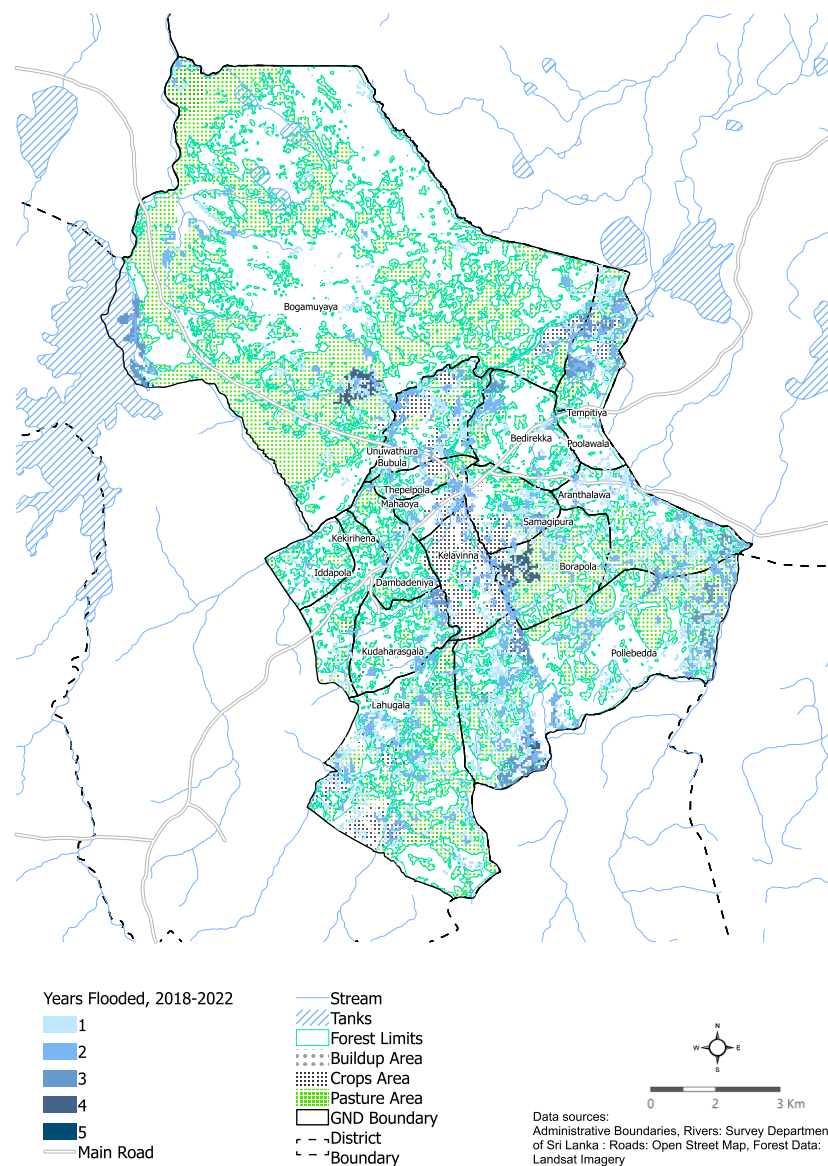 Bogamuyaya
Tempitiya
Bedirekka
Poolawala
Unuwathura
Bubula
Thepelpola
Aranthalawa
Mahaoya
Samagipura
Kekirihena
Kelavinna
Iddapola
Borapola
Dambadeniya
Kudaharasgala
Pollebedda
Lahugala
Years Flooded, 2018-2022
1
2
3
4
5
Main Road
Stream
Tanks
Forest Limits
Buildup Area
Crops Area
Pasture Area
GND Boundary
District
Boundary
N
W E
S
0 2 3 Km
Data sources:
Administrative Boundaries, Rivers: Survey Departmen
of Sri Lanka : Roads: Open Street Map, Forest Data:
Landsat Imagery